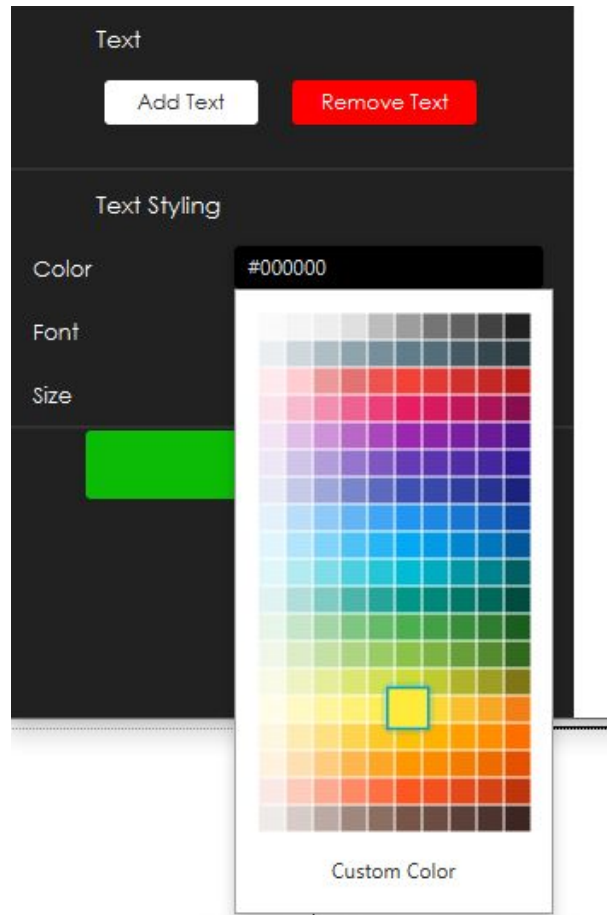 Text
Add Text Remove Text
Text Styling
Color #000000
Font
Size
Custom Color